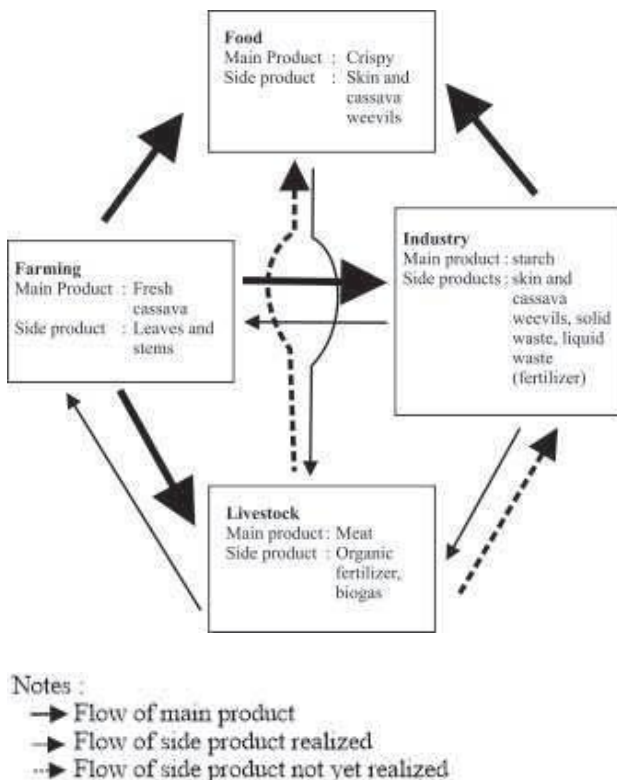 Food
Main Product : Crispy
Side product : Skin and
cassava
weevils
Industry
Main product : starch
Side products : skin and
cassava
weevils, solid
waste, liquid
waste
(fertilizer)
Farming
Main Product : Fresh
cassava
Side product : Leaves and
stems
Livestock
Main product : Meat
Side product : Organic
fertilizer,
biogas
Notes :
Flow of main product
Flow of side product realized
Flow of side product not yet realized